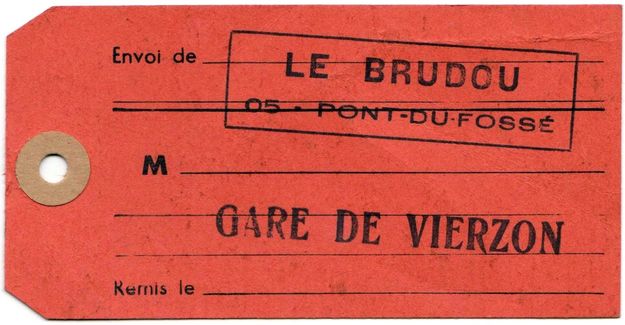 Envoi de
LE BRUDOU
05 - PONT-DU-FOSSÉ
M
GARE DE VIERZON
Remis le